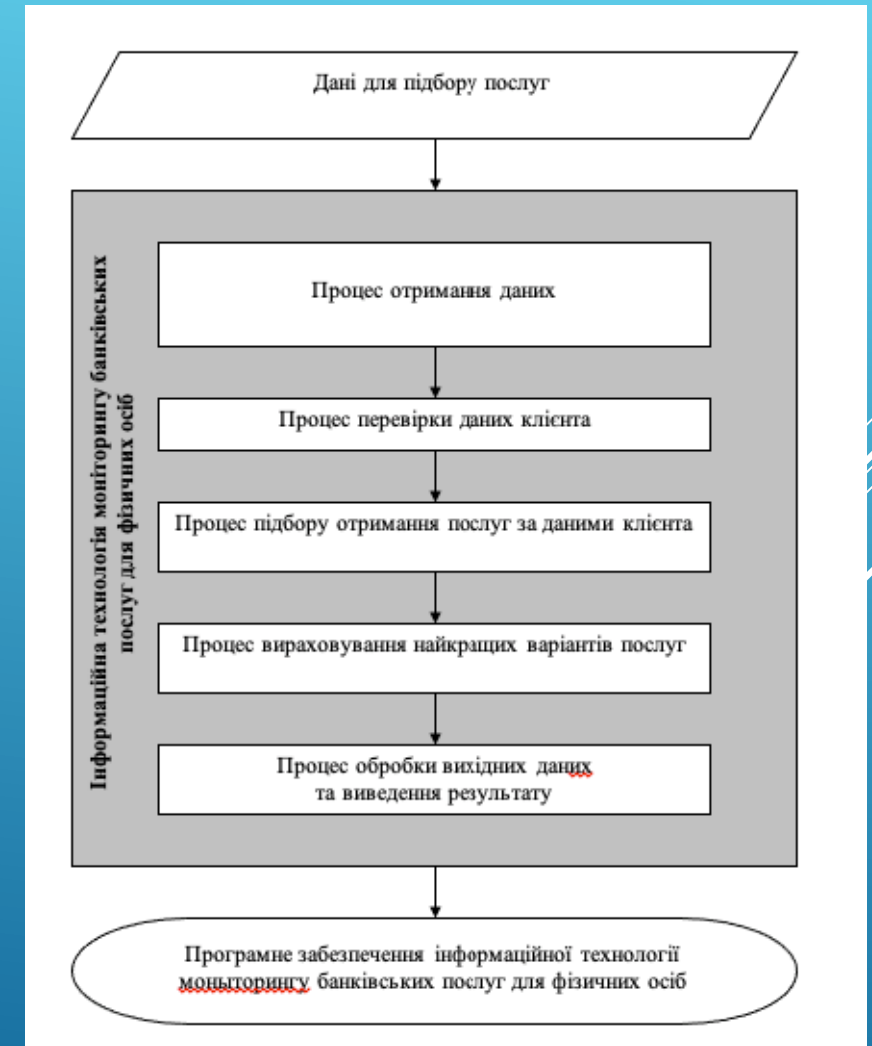 Дані для підбору послуг
Інформаційна технологія моніторингу банківських
послуг для фізичних осіб
Процес отримання даних
Процес перевірки даних клієнта
Процес підбору отримання послуг за даними клієнта
Процес вираховування найкращих варіантів послуг
Процес обробки вихідних даних
та виведення результату
Програмне забезпечення інформаційної технології
моныторингу банківських послуг для фізичних осіб